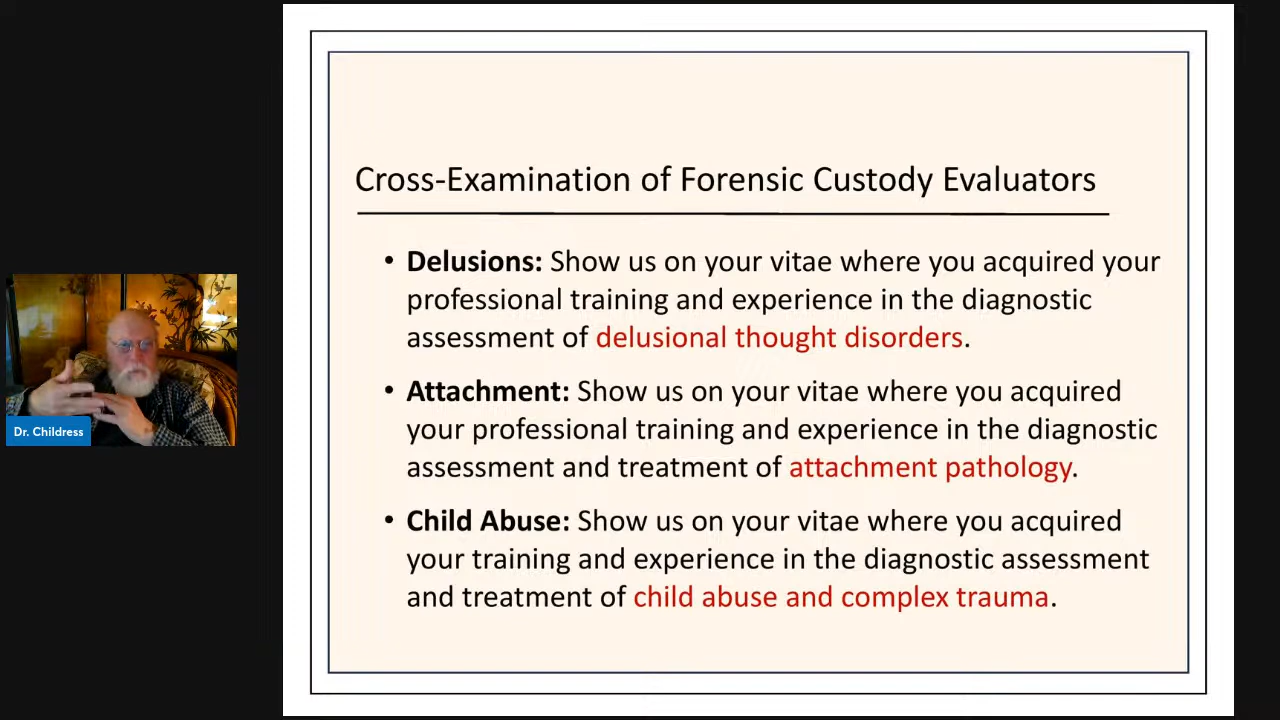 Cross-Examination of Forensic Custody Evaluators
• Delusions: Show us on your vitae where you acquired your
professional training and experience in the diagnostic
assessment of delusional thought disorders.
• Attachment: Show us on your vitae where you acquired
your professional training and experience in the diagnostic
assessment and treatment of attachment pathology.
• Child Abuse: Show us on your vitae where you acquired
your training and experience in the diagnostic assessment
and treatment of child abuse and complex trauma.
Dr. Childress